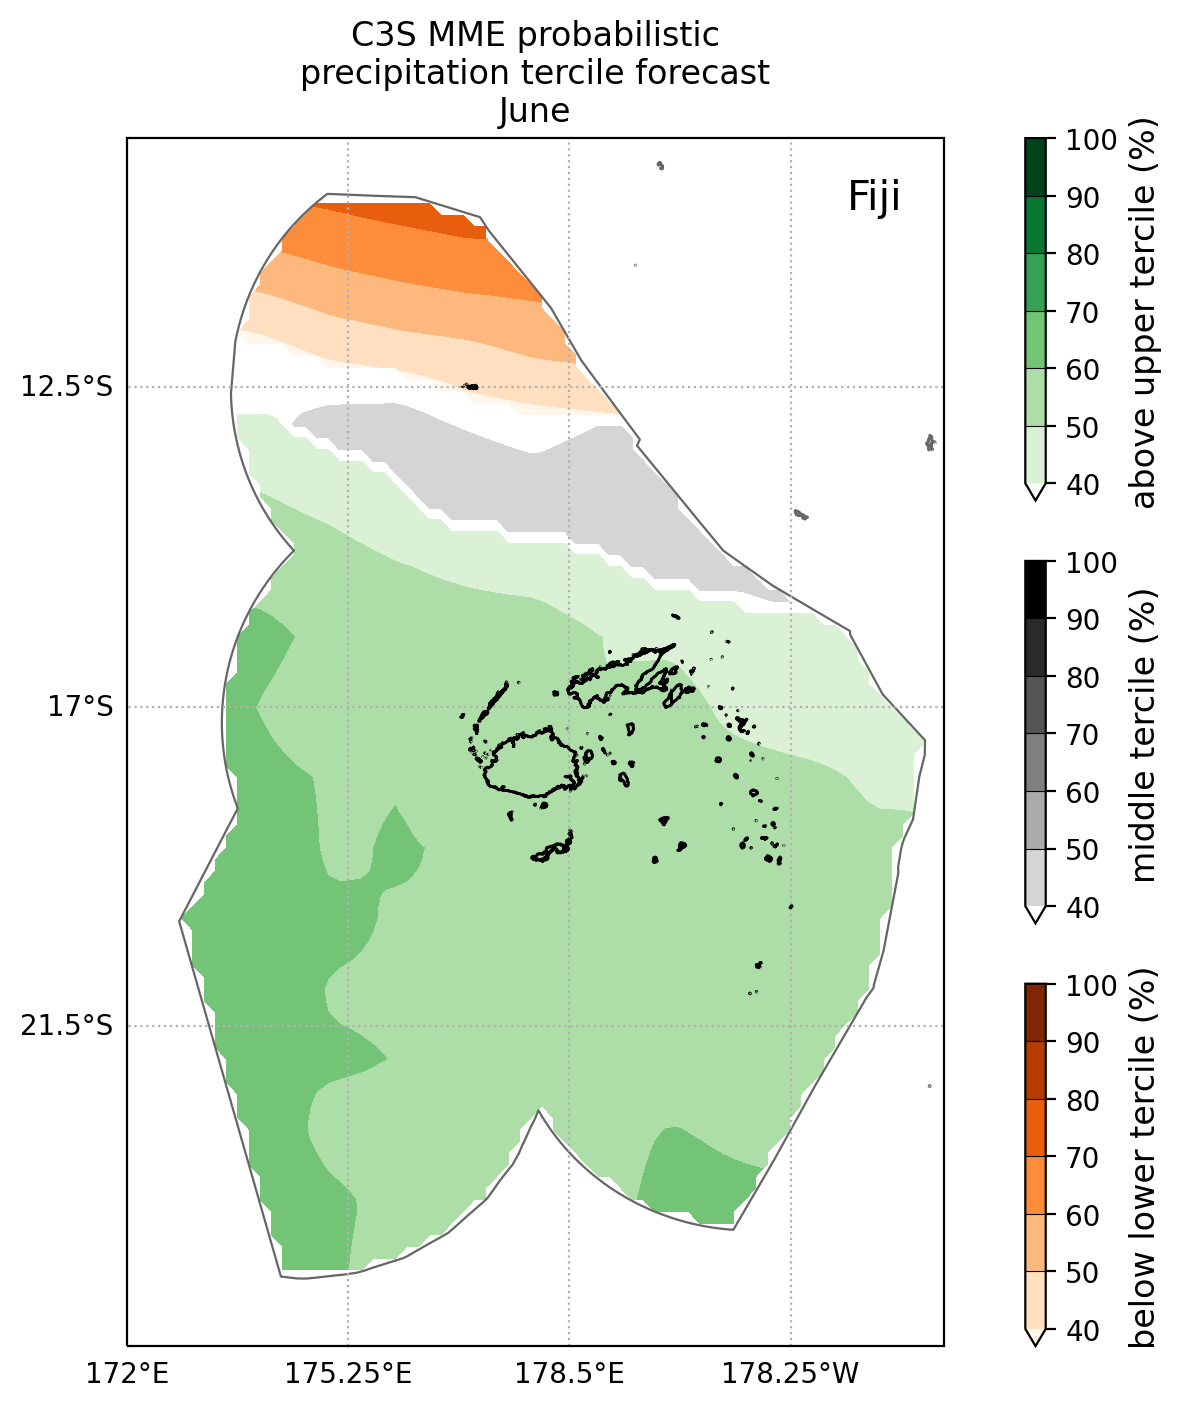 C3S MME probabilistic
precipitation tercile forecast
June
Fiji
12.5°S
17°S
21.5°S
172°E
175.25°E
178.5°E
178.25°W
100
90
80
70
60
50
40
above upper tercile (%)
100
90
80
70
60
50
40
middle tercile (%)
100
90
80
70
60
50
40
below lower tercile (%)